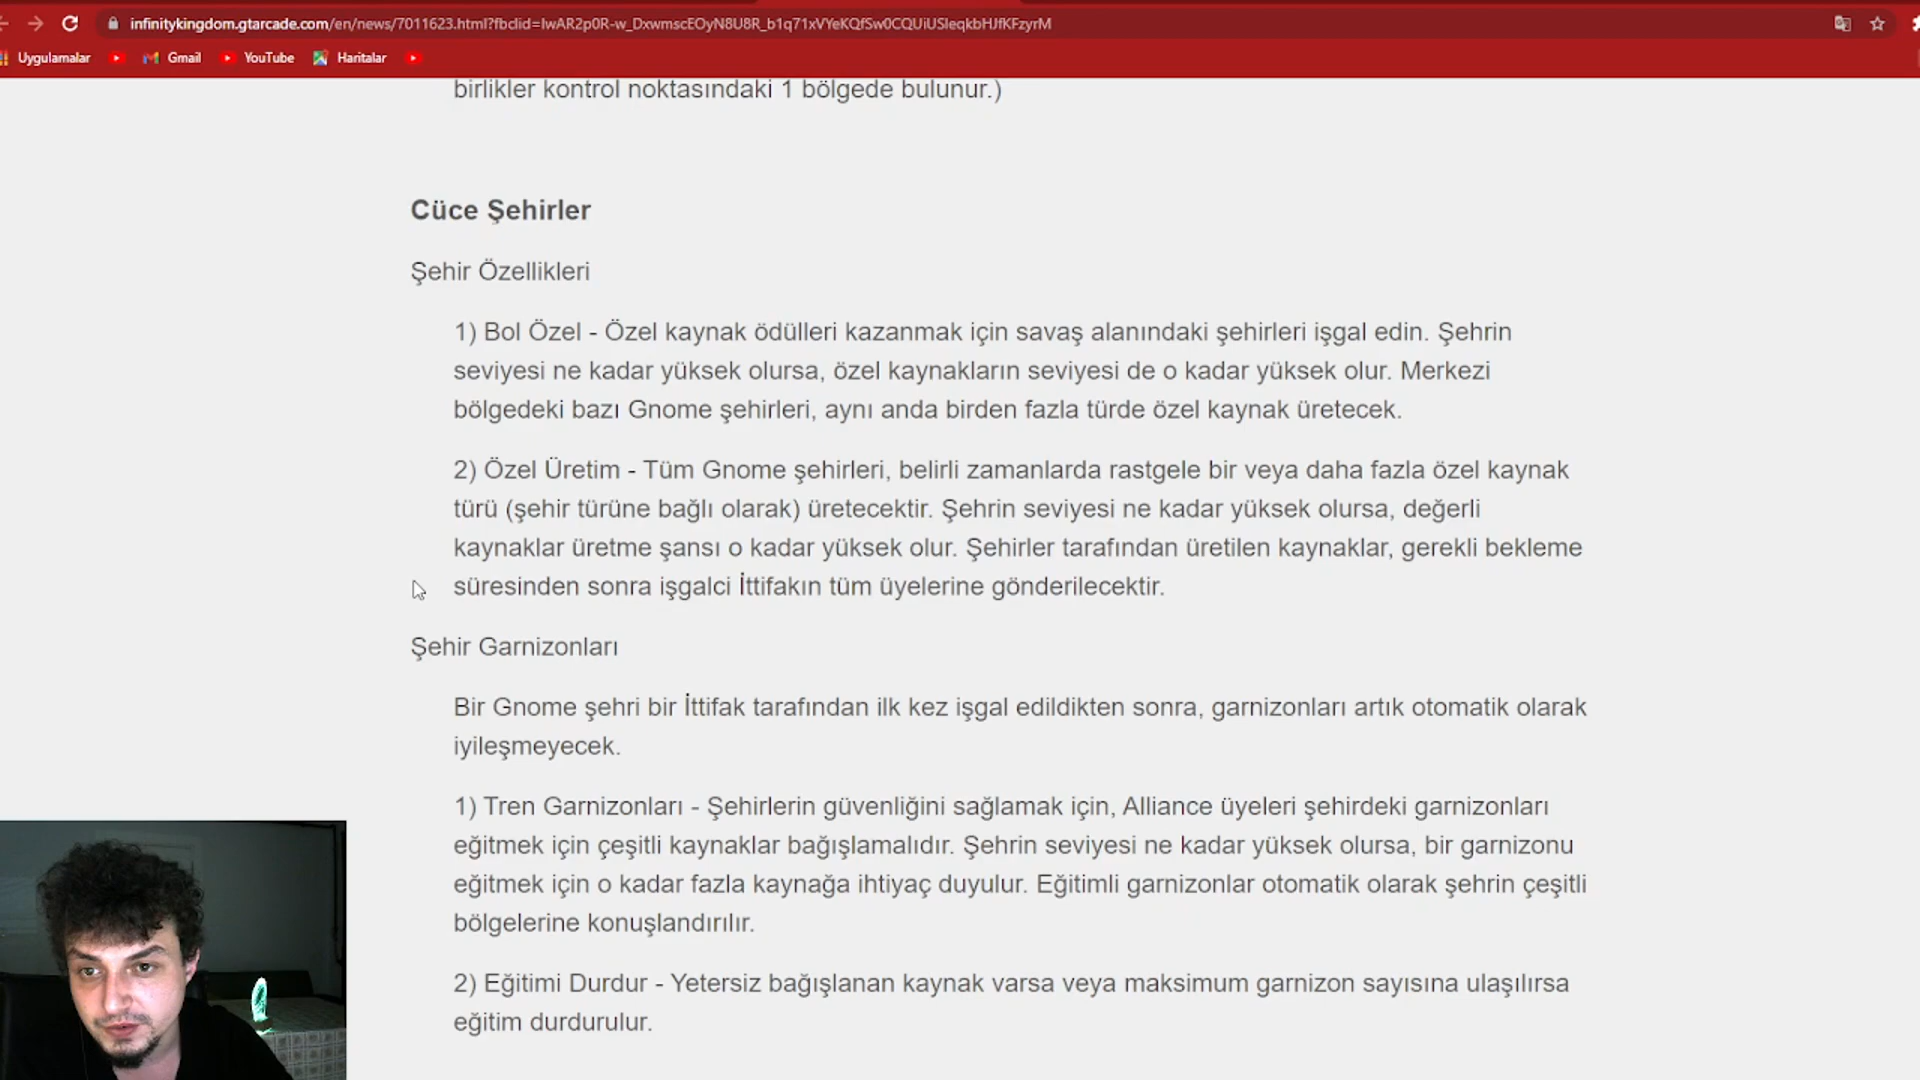 infinitykingdom.gtarcade.com/en/news/7011623.html?fbclid=IwAR2p0R-w_DxwmscEOyN8U8R_b1q71xVYeKQfSw0CQUiUSleqkbHJfKFzyrM
Uygulamalar Gmail YouTube Haritalar
birlikler kontrol noktasındaki 1 bölgede bulunur.)
Cüce Şehirler
Şehir Özellikleri
1) Bol Özel - Özel kaynak ödülleri kazanmak için savaş alanındaki şehirleri işgal edin. Şehrin
seviyesi ne kadar yüksek olursa, özel kaynakların seviyesi de o kadar yüksek olur. Merkezi
bölgedeki bazı Gnome şehirleri, aynı anda birden fazla türde özel kaynak üretecek.
2) Özel Üretim - Tüm Gnome şehirleri, belirli zamanlarda rastgele bir veya daha fazla özel kaynak
türü (şehir türüne bağlı olarak) üretecektir. Şehrin seviyesi ne kadar yüksek olursa, değerli
kaynaklar üretme şansı o kadar yüksek olur. Şehirler tarafından üretilen kaynaklar, gerekli bekleme
süresinden sonra işgalci İttifakın tüm üyelerine gönderilecektir.
Şehir Garnizonları
Bir Gnome şehri bir İttifak tarafından ilk kez işgal edildikten sonra, garnizonları artık otomatik olarak
iyileşmeyecek.
1) Tren Garnizonları - Şehirlerin güvenliğini sağlamak için, Alliance üyeleri şehirdeki garnizonları
eğitmek için çeşitli kaynaklar bağışlamalıdır. Şehrin seviyesi ne kadar yüksek olursa, bir garnizonu
eğitmek için o kadar fazla kaynağa ihtiyaç duyulur. Eğitimli garnizonlar otomatik olarak şehrin çeşitli
bölgelerine konuşlandırılır.
2) Eğitimi Durdur - Yetersiz bağışlanan kaynak varsa veya maksimum garnizon sayısına ulaşılırsa
eğitim durdurulur.